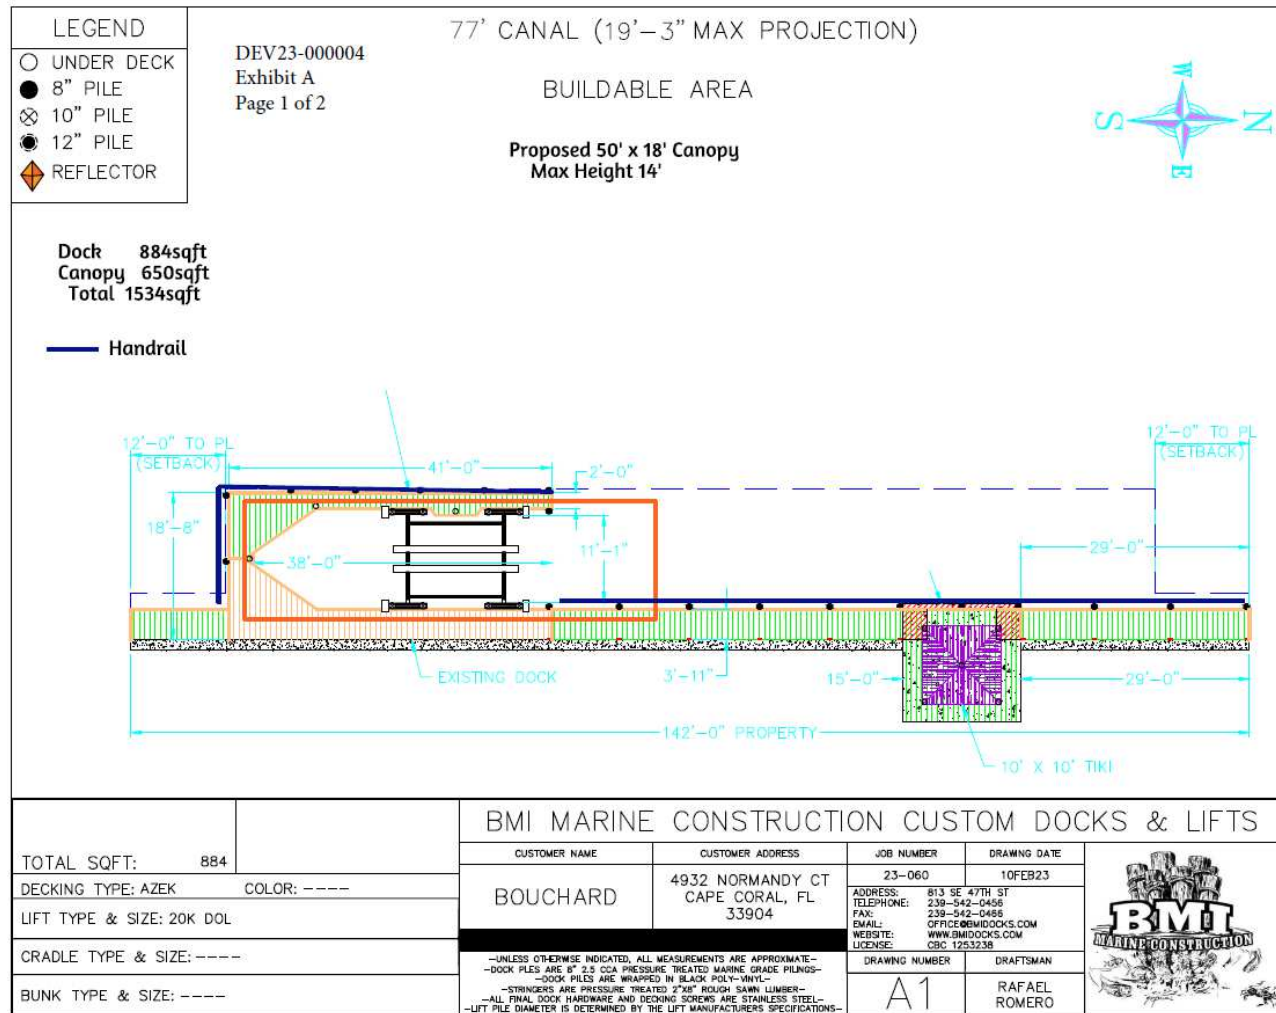 LEGEND
UNDER DECK
8" PILE
10" PILE
12" PILE
REFLECTOR
DEV23-000004
Exhibit A
Page 1 of 2
77' CANAL (19'-3" MAX PROJECTION)
BUILDABLE AREA
Proposed 50' x 18' Canopy
Max Height 14'
W
S
N
E
Dock 884sqft
Canopy 650sqft
Total 1534sqft
Handrail
12'-0" TO PL
(SETBACK)
41'-0"
2'-0"
12'-0" TO PL
(SETBACK)
18'-8"
38'-0"
11'-1"
29'-0"
EXISTING DOCK
3'-11"
15'-0"
29'-0"
142'-0" PROPERTY
10' X 10' TIKI
TOTAL SQFT: 884
DECKING TYPE: AZEK COLOR: ----
LIFT TYPE & SIZE: 20K DOL
CRADLE TYPE & SIZE: ----
BUNK TYPE & SIZE: ----
BMI MARINE CONSTRUCTION CUSTOM DOCKS & LIFTS
CUSTOMER NAME
BOUCHARD
CUSTOMER ADDRESS
4932 NORMANDY CT
CAPE CORAL, FL
33904
JOB NUMBER
23-060
DRAWING DATE
10FEB23
ADDRESS: 813 SE 47TH ST
TELEPHONE: 239-542-0456
FAX: 239-542-0466
EMAIL: OFFICE@BMIDOCKS.COM
WEBSITE: WWW.BMIDOCKS.COM
LICENSE: CBC 1253238
-UNLESS OTHERWISE INDICATED, ALL MEASUREMENTS ARE APPROXIMATE-
-DOCK PLES ARE 8" 2.5 CCA PRESSURE TREATED MARINE GRADE PILINGS-
-DOCK PILES ARE WRAPPED IN BLACK POLY-VINYL-
-STRINGERS ARE PRESSURE TREATED 2"X8" ROUGH SAWN LUMBER-
-ALL FINAL DOCK HARDWARE AND DECKING SCREWS ARE STAINLESS STEEL-
-LIFT PILE DIAMETER IS DETERMINED BY THE LIFT MANUFACTURERS SPECIFICATIONS-
DRAWING NUMBER
A1
DRAFTSMAN
RAFAEL
ROMERO
BMI
MARINE CONSTRUCTION